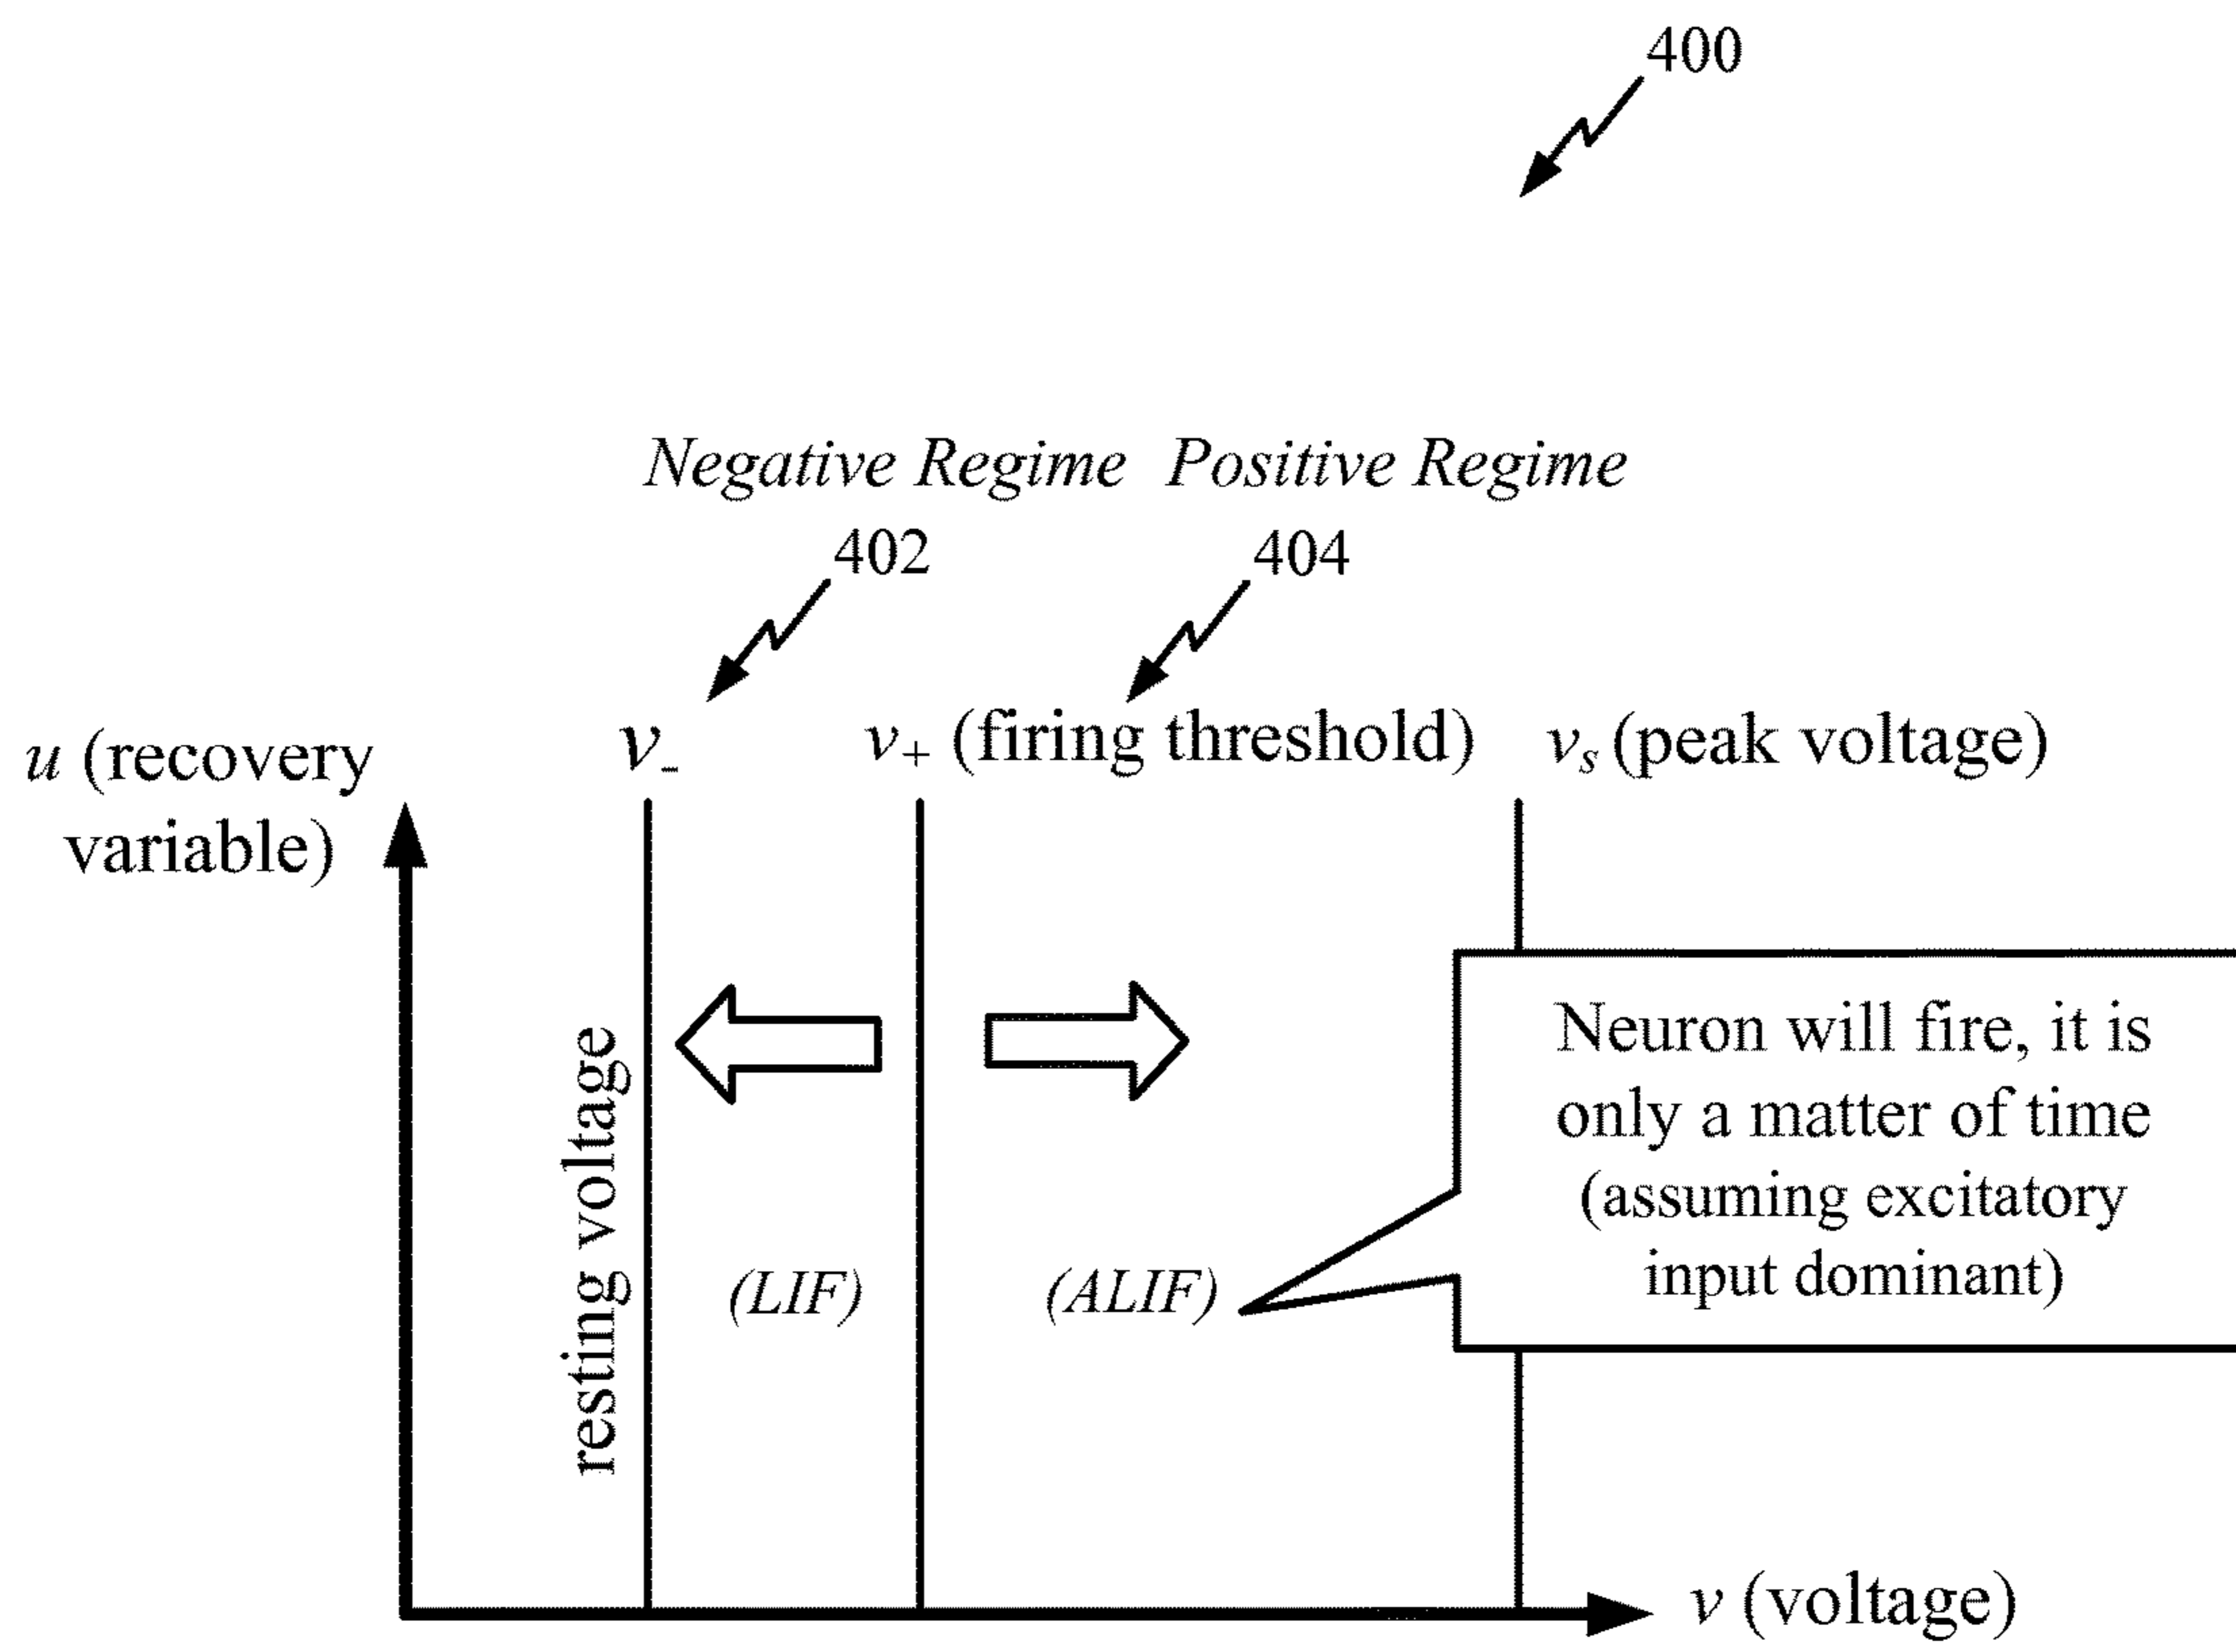 400
Negative Regime Positive Regime
402 404
u (recovery
variable)
v- v+ (firing threshold) vs (peak voltage)
resting voltage
Neuron will fire, it is
only a matter of time
(assuming excitatory
input dominant)
(LIF) (ALIF)
v (voltage)